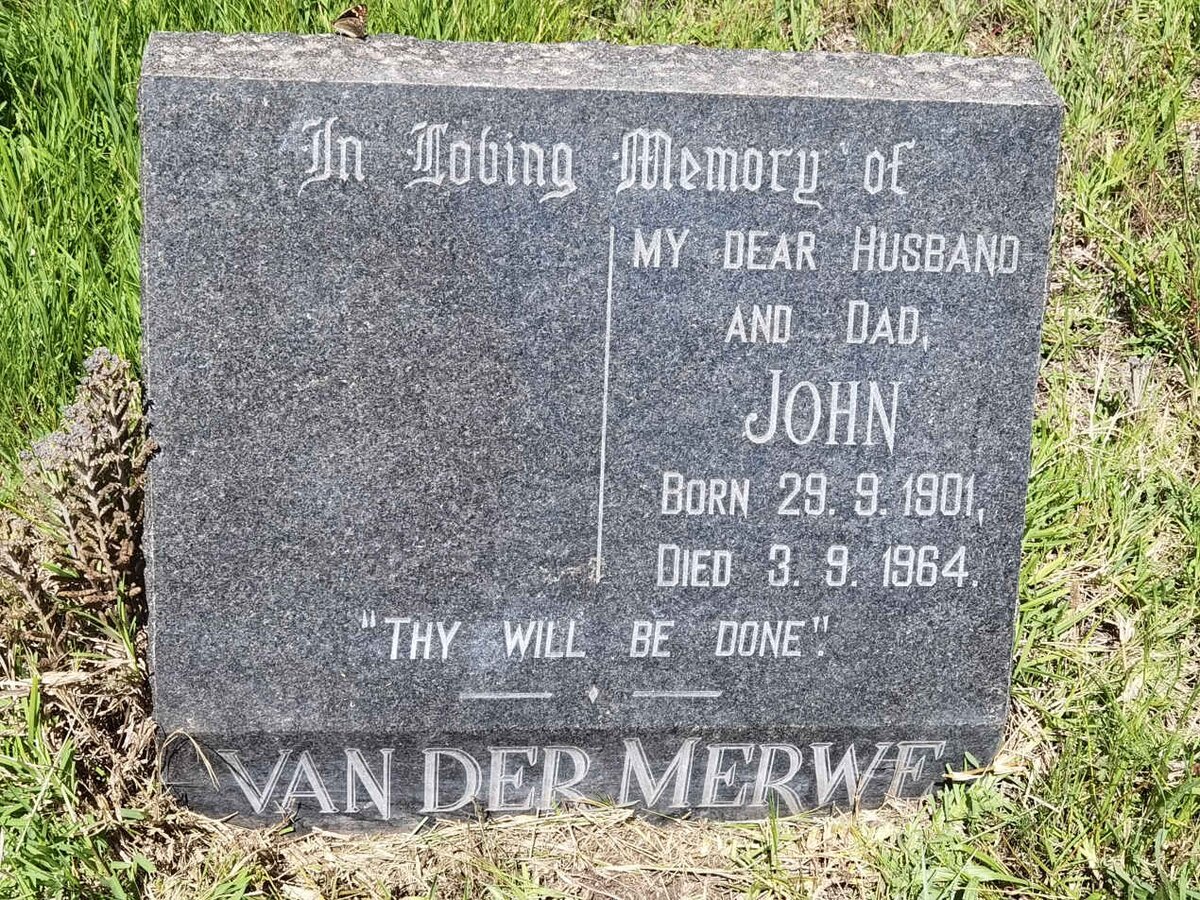 In Loving Memory of
MY DEAR HUSBAND
AND DAD,
JOHN
BORN 29. 9. 1901,
DIED 3. 9. 1964.
"THY WILL BE DONE".
VAN DER MERWE